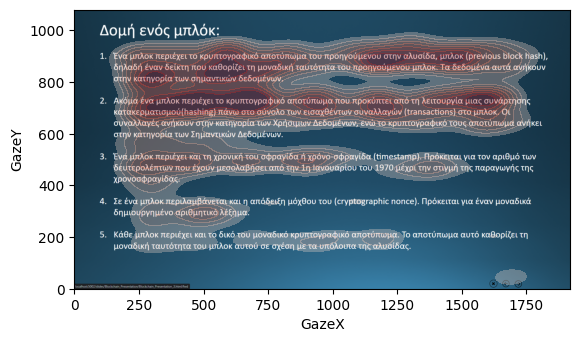 Δομή ενός μπλόκ:
1. Ένα μπλοκ περιέχει το κρυπτογραφικό αποτύπωμα του προηγούμενου στην αλυσίδα, μπλοκ (previous block hash),
δηλαδή έναν δείκτη που καθορίζει τη μοναδική ταυτότητα του προηγούμενου μπλοκ. Τα δεδομένα αυτά ανήκουν
στην κατηγορία των σημαντικών δεδομένων.
2. Ακόμα ένα μπλοκ περιέχει το κρυπτογραφικό αποτύπωμα που προκύπτει από τη λειτουργία μιας συνάρτησης
κατακερματισμού(hashing) πάνω στο σύνολο των εισαχθέντων συναλλαγών (transactions) στο μπλοκ. Οι
συναλλαγές ανήκουν στην κατηγορία των Χρήσιμων Δεδομένων, ενώ το κρυπτογραφικό τους αποτύπωμα ανήκει
στην κατηγορία των Σημαντικών Δεδομένων.
3. Ένα μπλοκ περιέχει και τη χρονική του σφραγίδα ή χρόνο-σφραγίδα (timestamp). Πρόκειται για τον αριθμό των
δευτερολέπτων που έχουν μεσολαβήσει από την 1η Ιανουαρίου του 1970 μέχρι την στιγμή της παραγωγής της
χρονοσφραγίδας.
4. Σε ένα μπλοκ περιλαμβάνεται και η απόδειξη μόχθου του (cryptographic nonce). Πρόκειται για έναν μοναδικά
δημιουργημένο αριθμητικό λέξημα.
5. Κάθε μπλοκ περιέχει και το δικό του μοναδικό κρυπτογραφικό αποτύπωμα. Το αποτύπωμα αυτό καθορίζει τη
μοναδική ταυτότητα του μπλοκ αυτού σε σχέση με τα υπόλοιπα της αλυσίδας.
GazeY
1000
800
600
400
200
0
0 250 500 750 1000 1250 1500 1750
GazeX